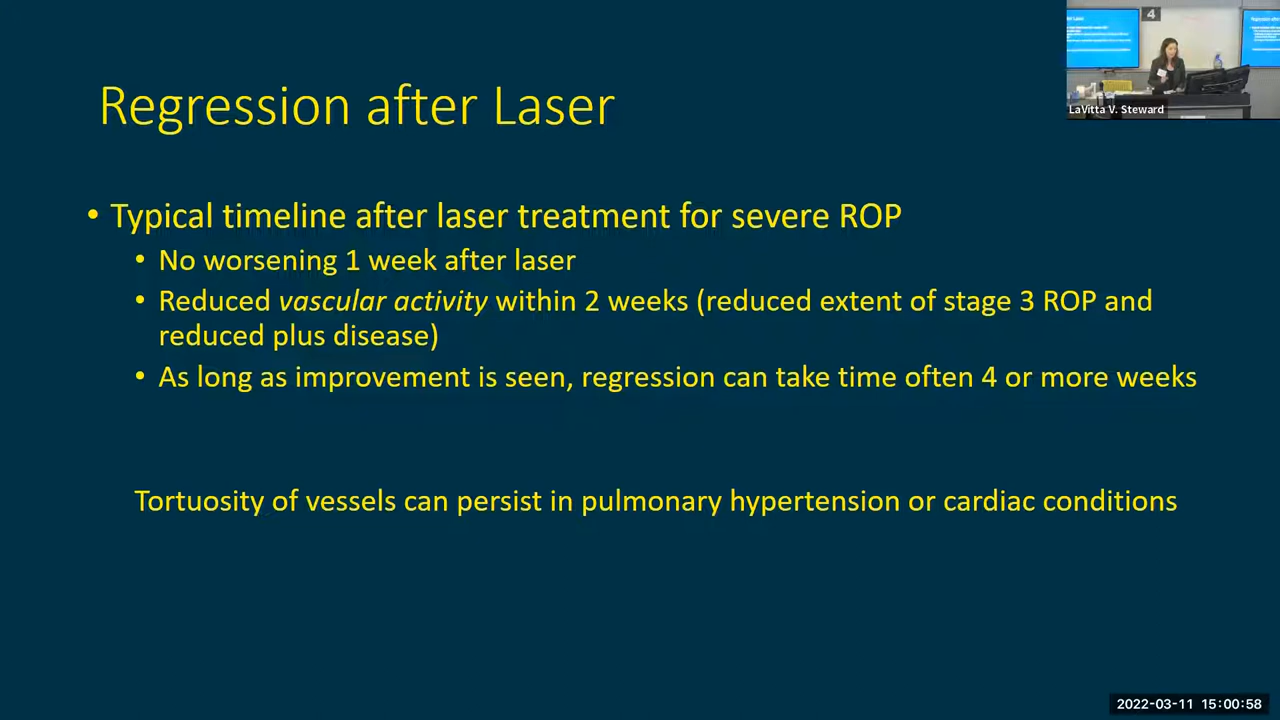 4
LaVitta V. Steward
Regression after Laser
• Typical timeline after laser treatment for severe ROP
• No worsening 1 week after laser
• Reduced vascular activity within 2 weeks (reduced extent of stage 3 ROP and
reduced plus disease)
• As long as improvement is seen, regression can take time often 4 or more weeks
Tortuosity of vessels can persist in pulmonary hypertension or cardiac conditions
2022-03-11 15:00:58